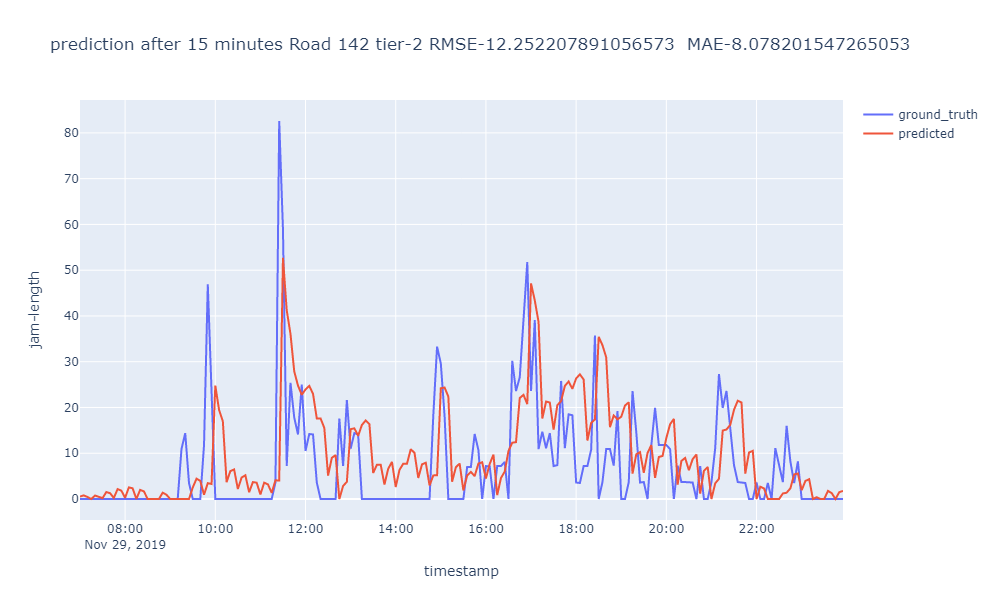 prediction after 15 minutes Road 142 tier-2 RMSE-12.252207891056573 MAE-8.078201547265053
ground_truth
predicted
80
70
60
50
40
30
20
10
0
jam-length
08:00 10:00 12:00 14:00 16:00 18:00 20:00 22:00
Nov 29, 2019
timestamp